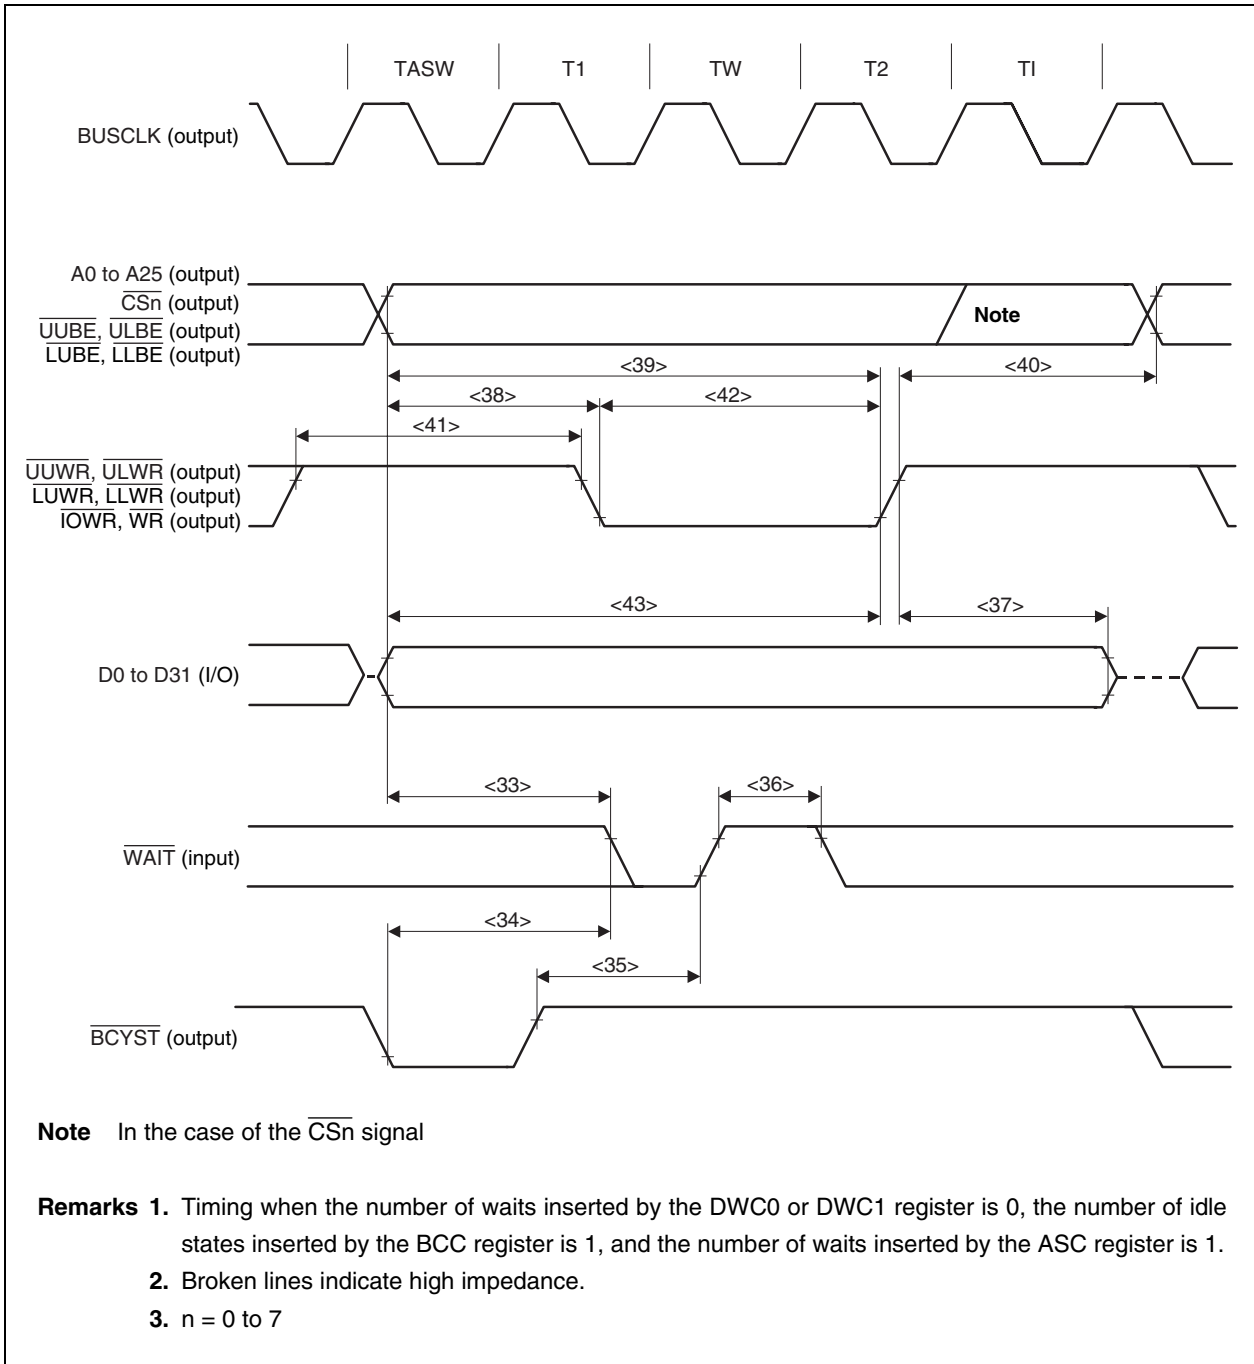 TASW T1 TW T2 TI
BUSCLK (output)
A0 to A25 (output)
CSn (output)
Note
UUBE, ULBE (output)
LUBE, LLBE (output)
<39> <40>
<38> <42>
<41>
UUWR, ULWR (output)
LUWR, LLWR (output)
IOWR, WR (output)
<43> <37>
D0 to D31 (I/O)
<33> <36>
WAIT (input)
<34>
<35>
BCYST (output)
Note In the case of the CSn signal
Remarks 1. Timing when the number of waits inserted by the DWC0 or DWC1 register is 0, the number of idle
states inserted by the BCC register is 1, and the number of waits inserted by the ASC register is 1.
2. Broken lines indicate high impedance.
3. n = 0 to 7